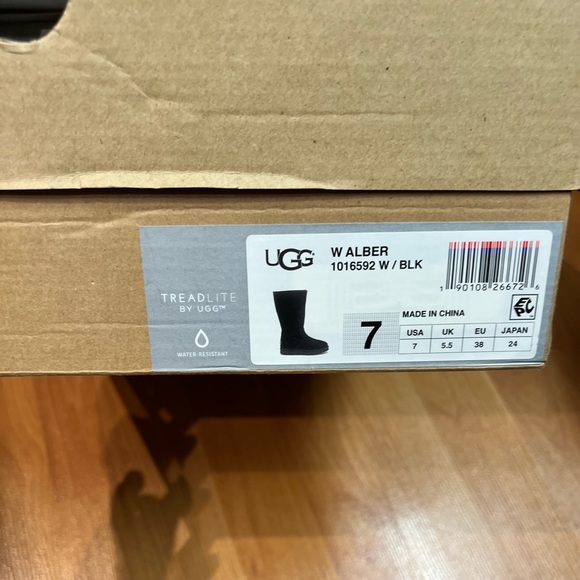 TREADLITE
BY UGG™
WATER RESISTANT
UGG®
W ALBER
1016592 W / BLK
1 90108 26672 6
7
MADE IN CHINA
USA UK EU JAPAN
7 5.5 38 24